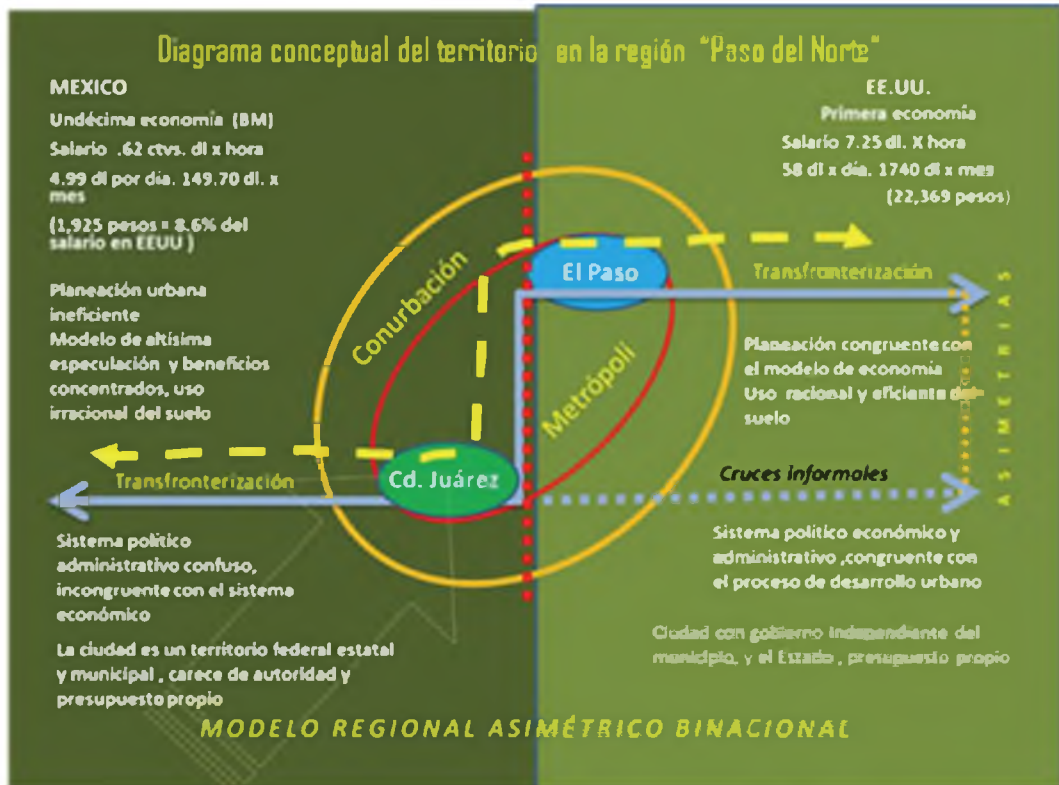 Diagrama conceptual del territorio en la región "Paso del Norte"
MEXICO
Undécima economía (BM)
Salario .62 ctvs. dl x hora
4.99 dl por día. 149.70 dl. x
mes
(1,925 pesos = 8.6% del
salario en EEUU )
Planeación urbana
ineficiente
Modelo de altísima
especulación y beneficios
concentrados, uso
irracional del suelo
Transfronterización
Sistema político
administrativo confuso,
incongruente con el sistema
económico
La ciudad es un territorio federal estatal
y municipal , carece de autoridad y
presupuesto propio
Conurbación
Metrópoli
El Paso
Cd. Juárez
EE.UU.
Primera economía
Salario 7.25 dl. X hora
58 dl x día. 1740 dl x mes
(22,369 pesos)
Transfronterización
Planeación congruente con
el modelo de economía
Uso racional y eficiente del
suelo
Cruces informales
ASIMETRIAS
Sistema político económico y
administrativo ,congruente con
el proceso de desarrollo urbano
Ciudad con gobierno independiente del
municipio, y el Estado , presupuesto propio
MODELO REGIONAL ASIMÉTRICO BINACIONAL